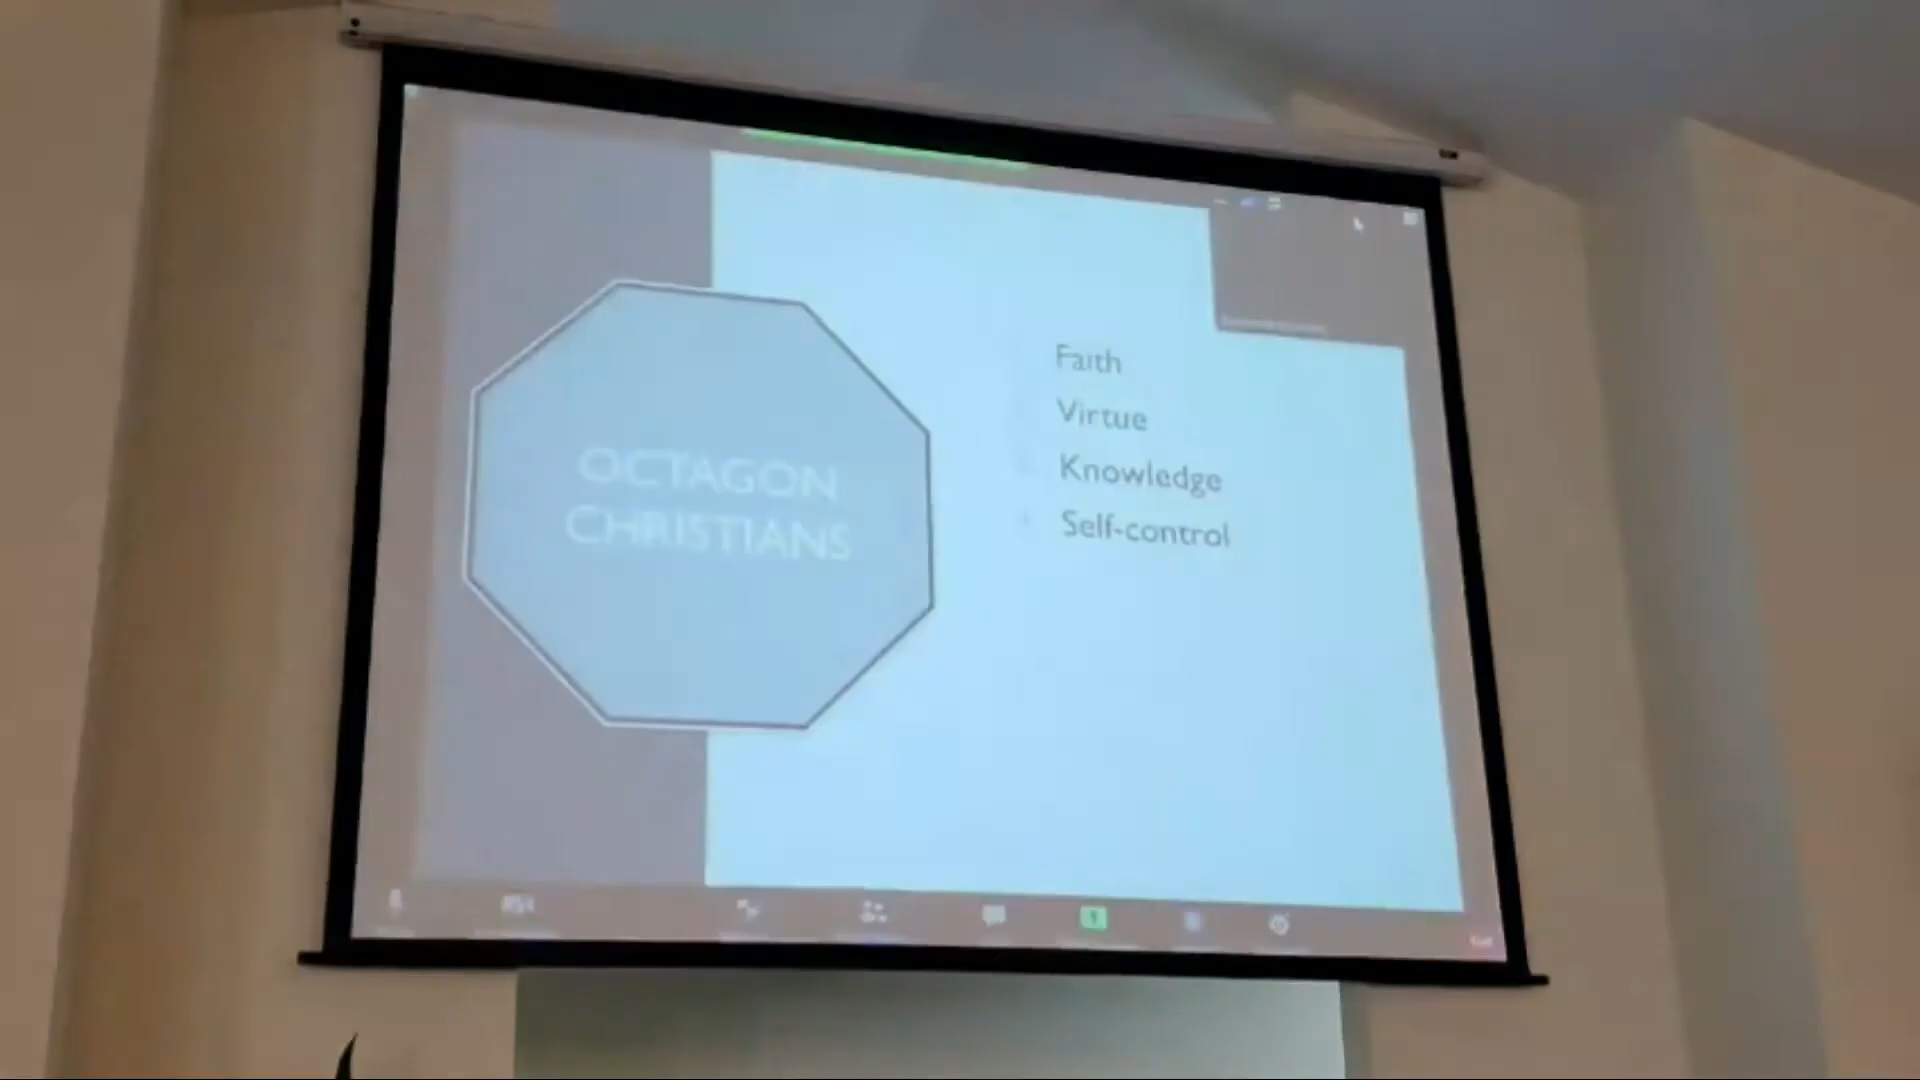 OCTAGON
CHRISTIANS
Faith
Virtue
Knowledge
Self-control